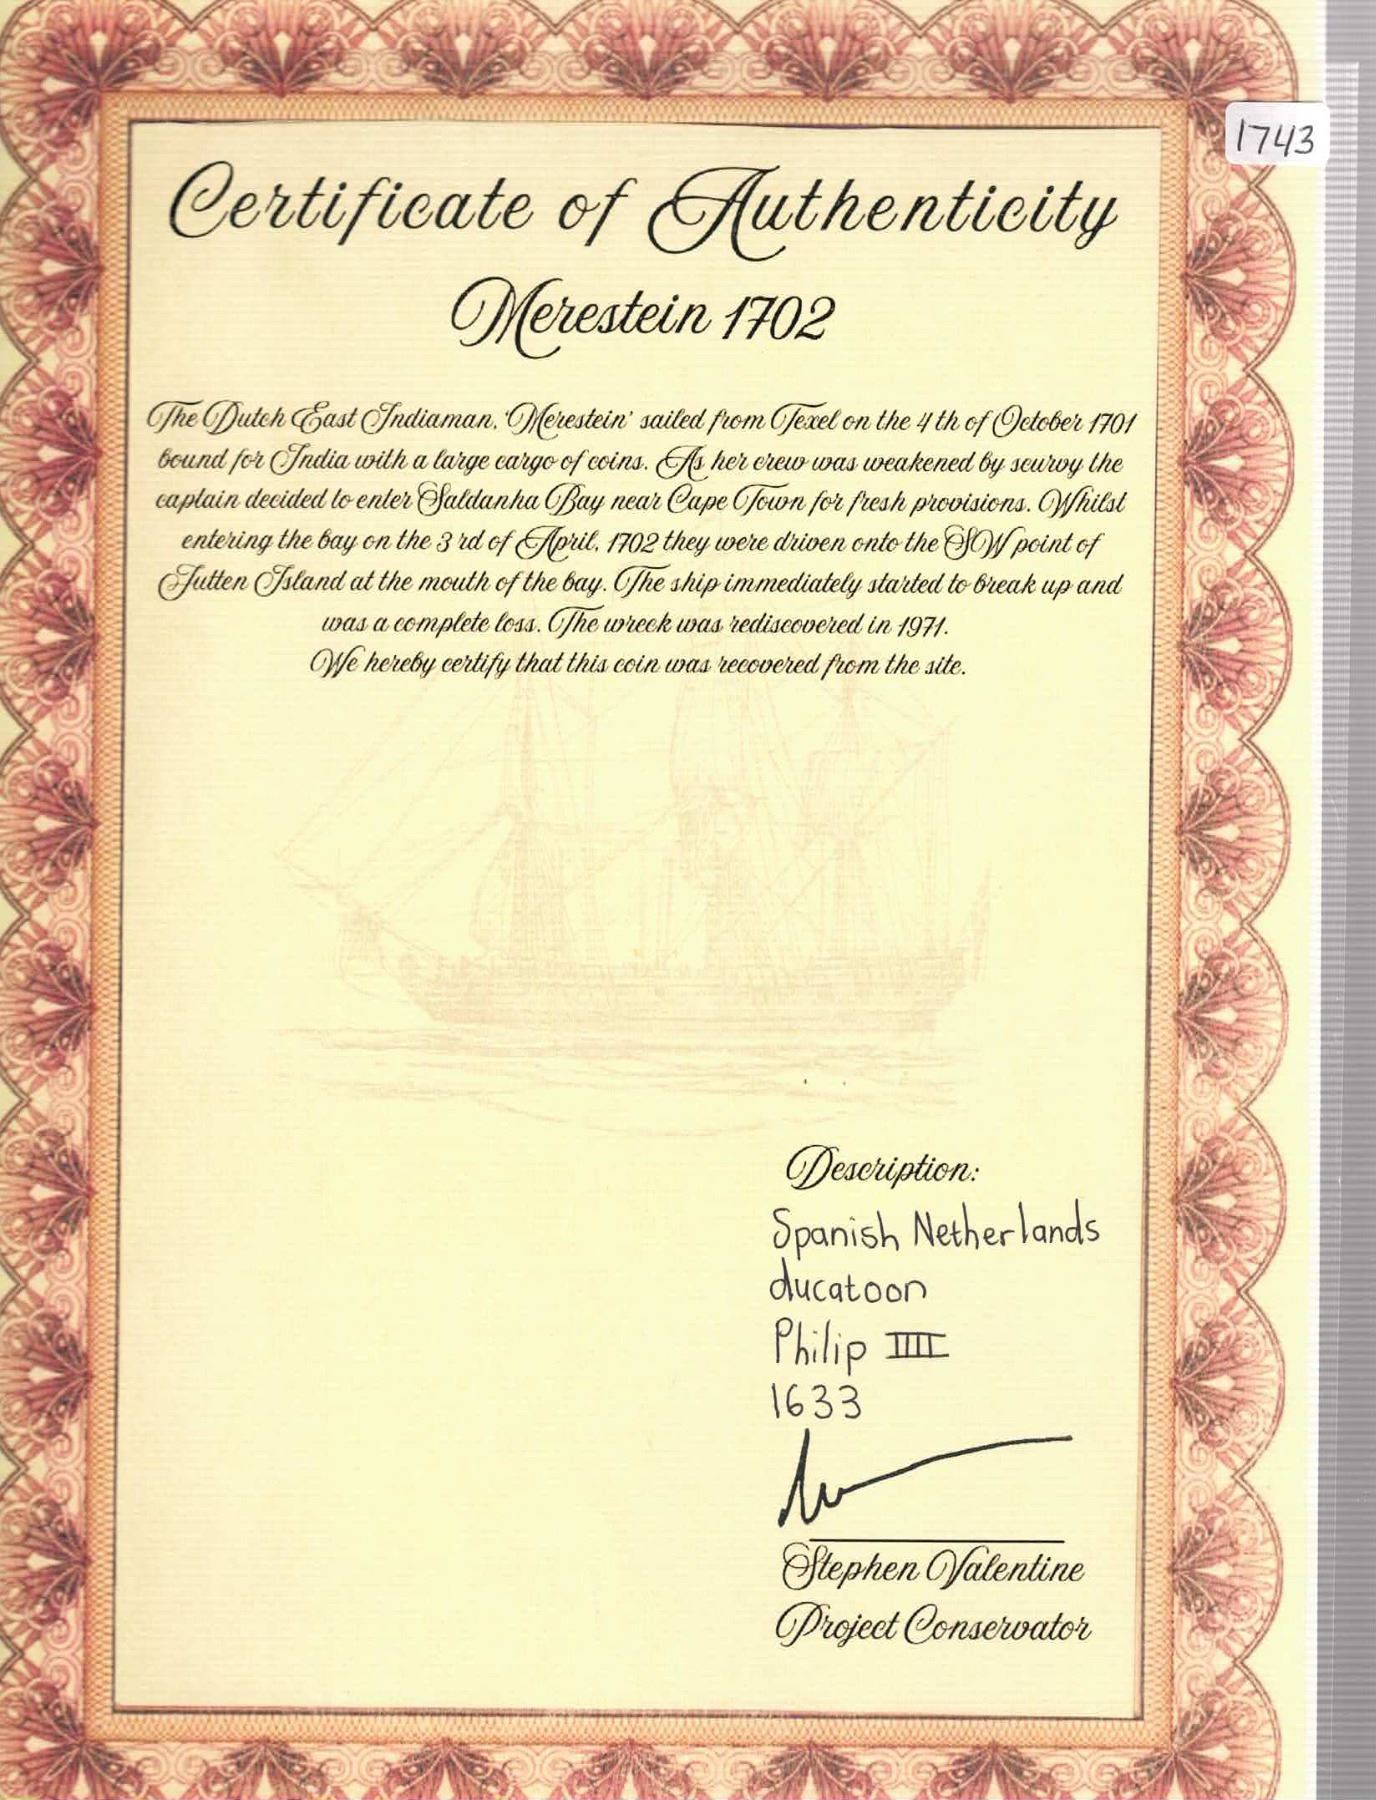 1743
Certificate of Authenticity
Merestein 1702
The Dutch East Indiaman, 'Merestein' sailed from Texel on the 4 th of October 1701
bound for India with a large cargo of coins. As her crew was weakened by scurvy the
captain decided to enter Saldanha Bay near Cape Town for fresh provisions. Whilst
entering the bay on the 3 rd of April, 1702 they were driven onto the SW point of
Jutten Island at the mouth of the bay. The ship immediately started to break up and
was a complete loss. The wreck was rediscovered in 1971.
We hereby certify that this coin was recovered from the site.
Description:
Spanish Netherlands
ducatoon
Philip IIII
1633
Stephen Valentine
Project Conservator